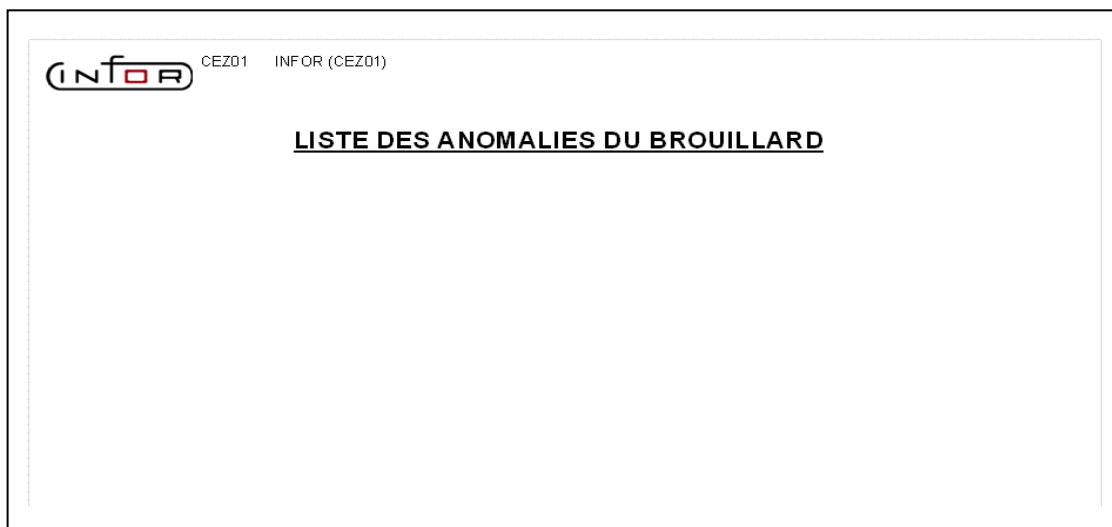 INFOR CEZ01 INFOR (CEZ01)
LISTE DES ANOMALIES DU BROUILLARD